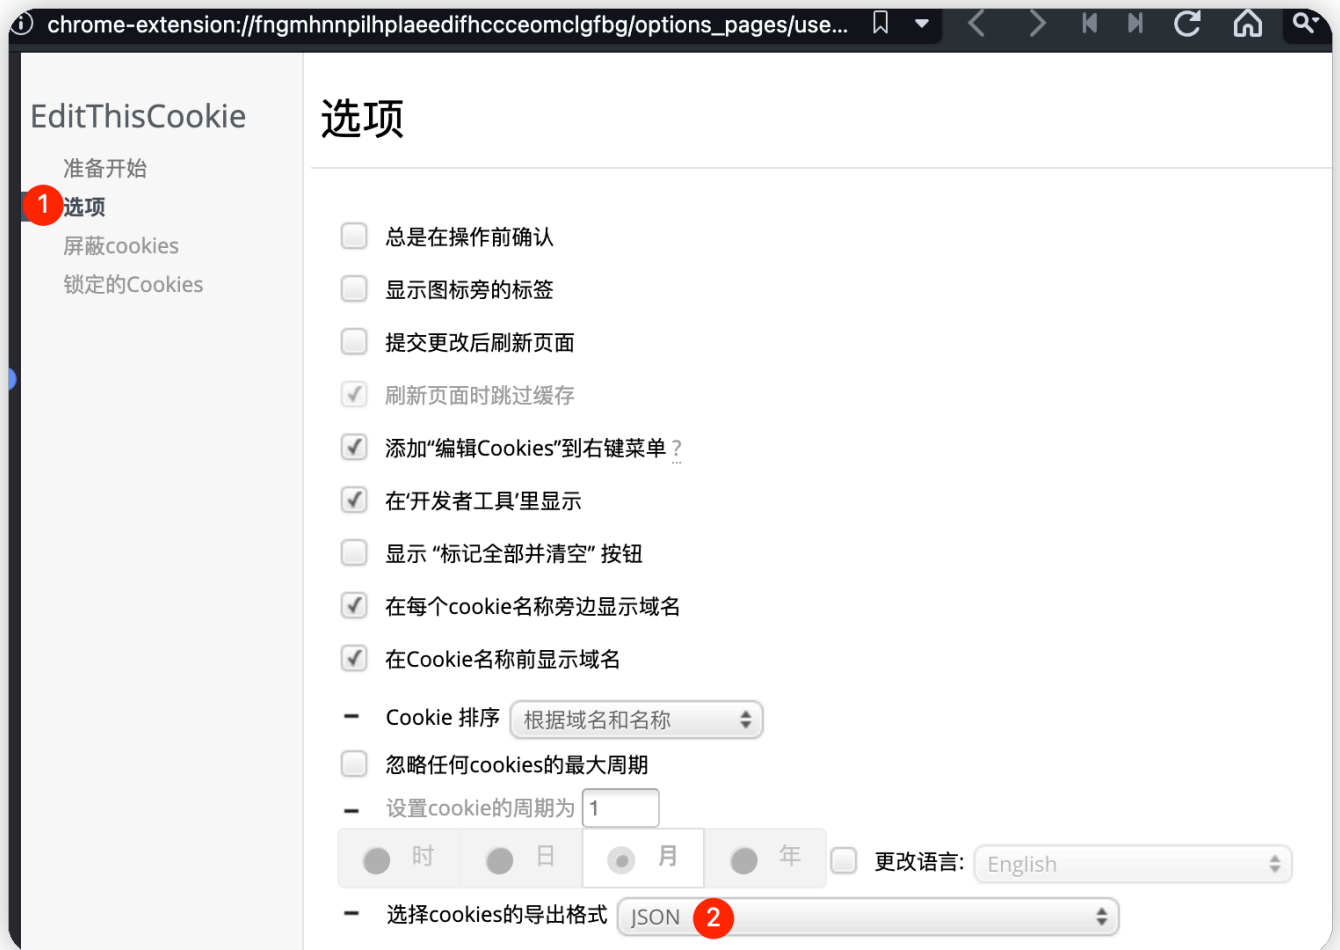 chrome-extension://fngmhnnpilhplaeedifhccceomclgfbg/options_pages/use...
EditThisCookie
准备开始
1 选项
屏蔽cookies
锁定的Cookies
选项
总是在操作前确认
显示图标旁的标签
提交更改后刷新页面
刷新页面时跳过缓存
添加“编辑Cookies”到右键菜单 ?
在‘开发者工具’里显示
显示 “标记全部并清空” 按钮
在每个cookie名称旁边显示域名
在Cookie名称前显示域名
Cookie 排序 根据域名和名称
忽略任何cookies的最大周期
设置cookie的周期为 1
时 日 月 年 更改语言: English
选择cookies的导出格式 JSON 2